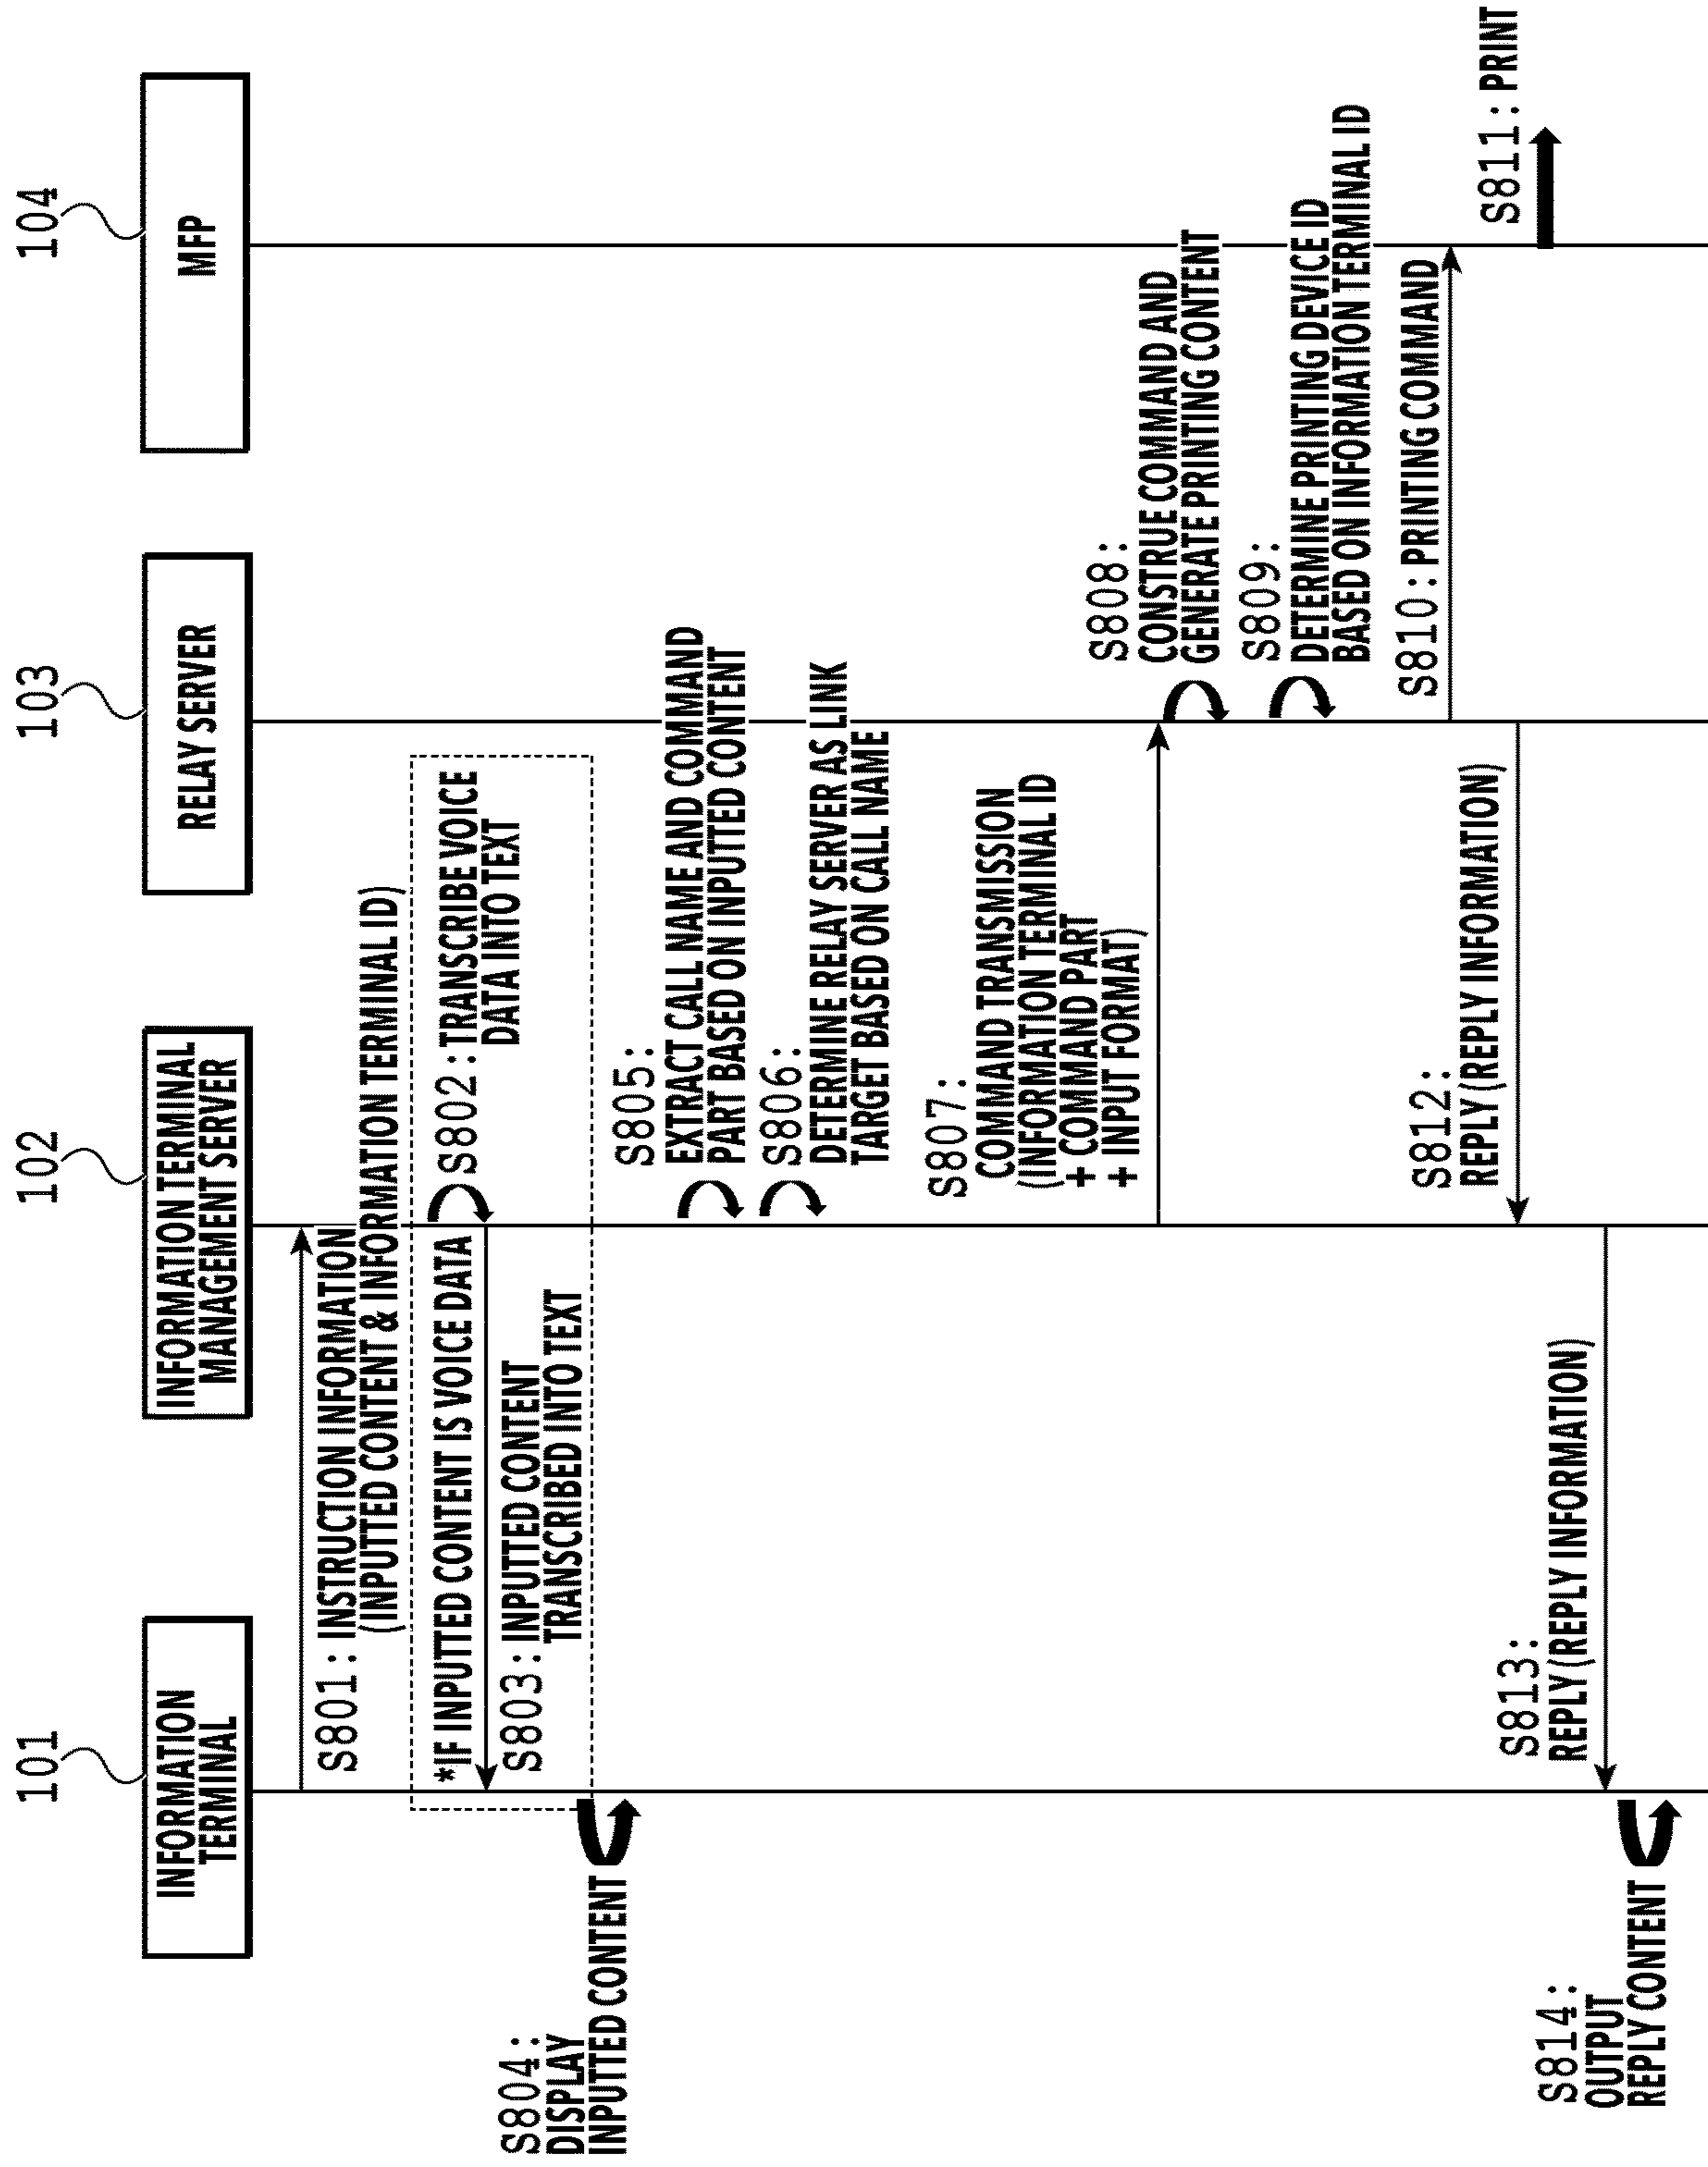 101
102
103
104
INFORMATION
TERMINAL
INFORMATION TERMINAL
MANAGEMENT SERVER
RELAY SERVER
MFP
S801: INSTRUCTION INFORMATION
(INPUTTED CONTENT & INFORMATION TERMINAL ID)
*IF INPUTTED CONTENT IS VOICE DATA
S802: TRANSCRIBE VOICE
DATA INTO TEXT
S803: INPUTTED CONTENT
TRANSCRIBED INTO TEXT
S804:
DISPLAY
INPUTTED CONTENT
S805:
EXTRACT CALL NAME AND COMMAND
PART BASED ON INPUTTED CONTENT
S806:
DETERMINE RELAY SERVER AS LINK
TARGET BASED ON CALL NAME
S807:
COMMAND TRANSMISSION
(INFORMATION TERMINAL ID
+ COMMAND PART
+ INPUT FORMAT)
S808:
CONSTRUE COMMAND AND
GENERATE PRINTING CONTENT
S809:
DETERMINE PRINTING DEVICE ID
BASED ON INFORMATION TERMINAL ID
S810: PRINTING COMMAND
S811: PRINT
S812:
REPLY (REPLY INFORMATION)
S813:
REPLY (REPLY INFORMATION)
S814:
OUTPUT
REPLY CONTENT